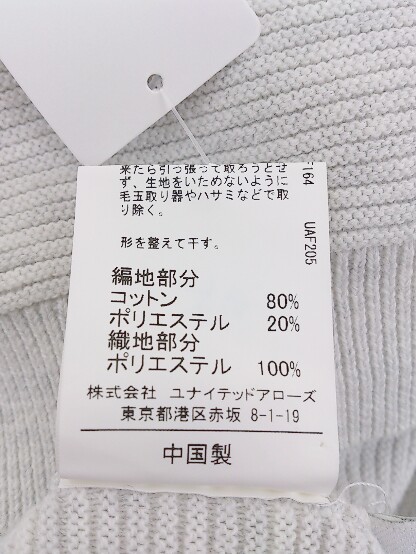 来たら引っ張って取ろうとせ
ず、生地をいためないように
毛玉取り器やハサミなどで取
り除く。
形を整えて干す。
編地部分
コットン 80%
ポリエステル 20%
織地部分
ポリエステル 100%
株式会社 ユナイテッドアローズ
東京都港区赤坂 8-1-19
中国製
164
UAF205